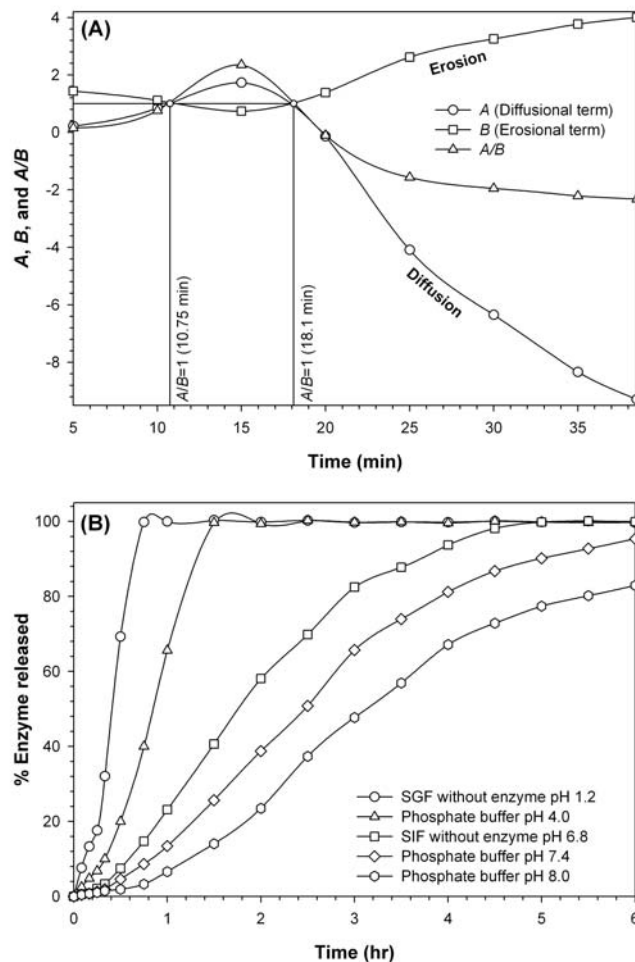 (A)
4
2
0
-2
-4
-6
-8
A, B, and A/B
Erosion
A (Diffusional term)
B (Erosional term)
A/B
Diffusion
A/B=1 (10.75 min)
A/B=1 (18.1 min)
5 10 15 20 25 30 35
Time (min)
(B)
100
80
60
40
20
0
% Enzyme released
SGF without enzyme pH 1.2
Phosphate buffer pH 4.0
SIF without enzyme pH 6.8
Phosphate buffer pH 7.4
Phosphate buffer pH 8.0
0 1 2 3 4 5 6
Time (hr)